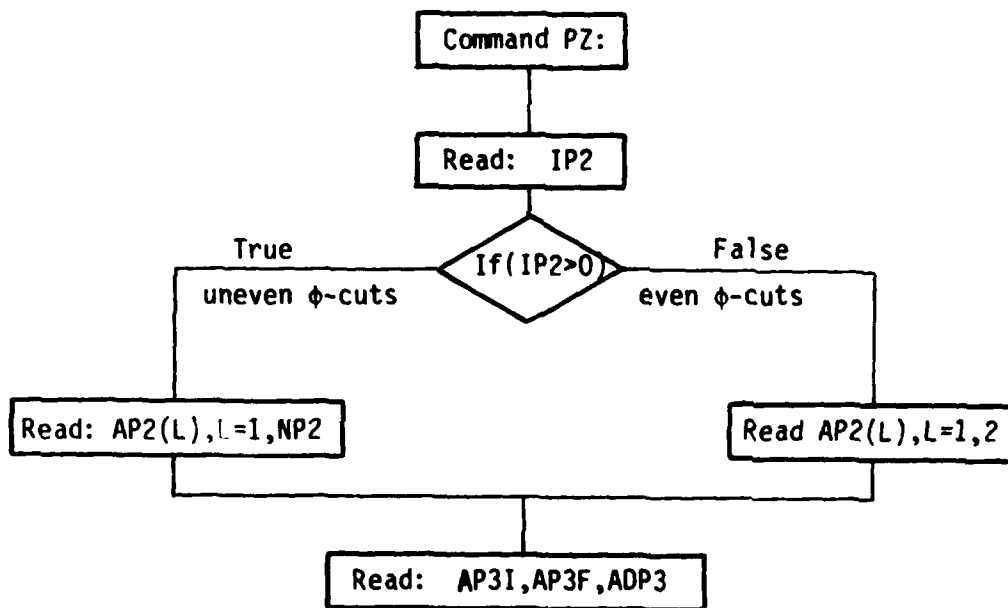 Command PZ:
Read: IP2
If(IP2>0)
True
uneven ϕ-cuts
False
even ϕ-cuts
Read: AP2(L),L=1,NP2
Read AP2(L),L=1,2
Read: AP3I,AP3F,ADP3